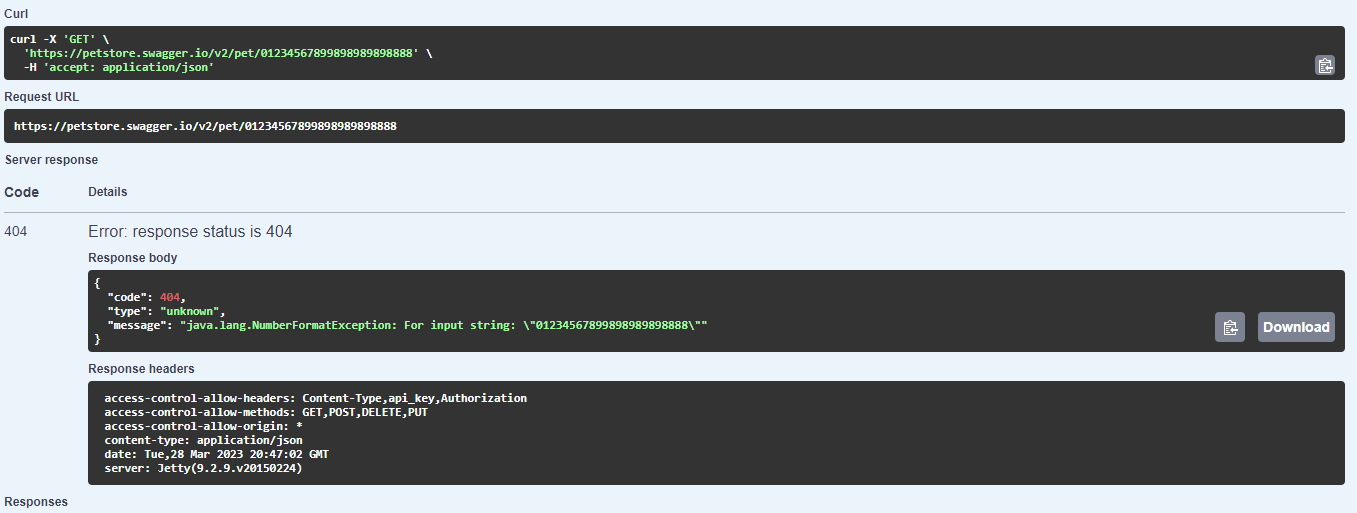 Curl
curl -X 'GET' \
'https://petstore.swagger.io/v2/pet/01234567899898989898888' \
-H 'accept: application/json'
Request URL
https://petstore.swagger.io/v2/pet/01234567899898989898888
Server response
Code Details
404 Error: response status is 404
Response body
{
"code": 404,
"type": "unknown",
"message": "java.lang.NumberFormatException: For input string: \"01234567899898989898888\""
}
Download
Response headers
access-control-allow-headers: Content-Type,api_key,Authorization
access-control-allow-methods: GET,POST,DELETE,PUT
access-control-allow-origin: *
content-type: application/json
date: Tue,28 Mar 2023 20:47:02 GMT
server: Jetty(9.2.9.v20150224)
Responses